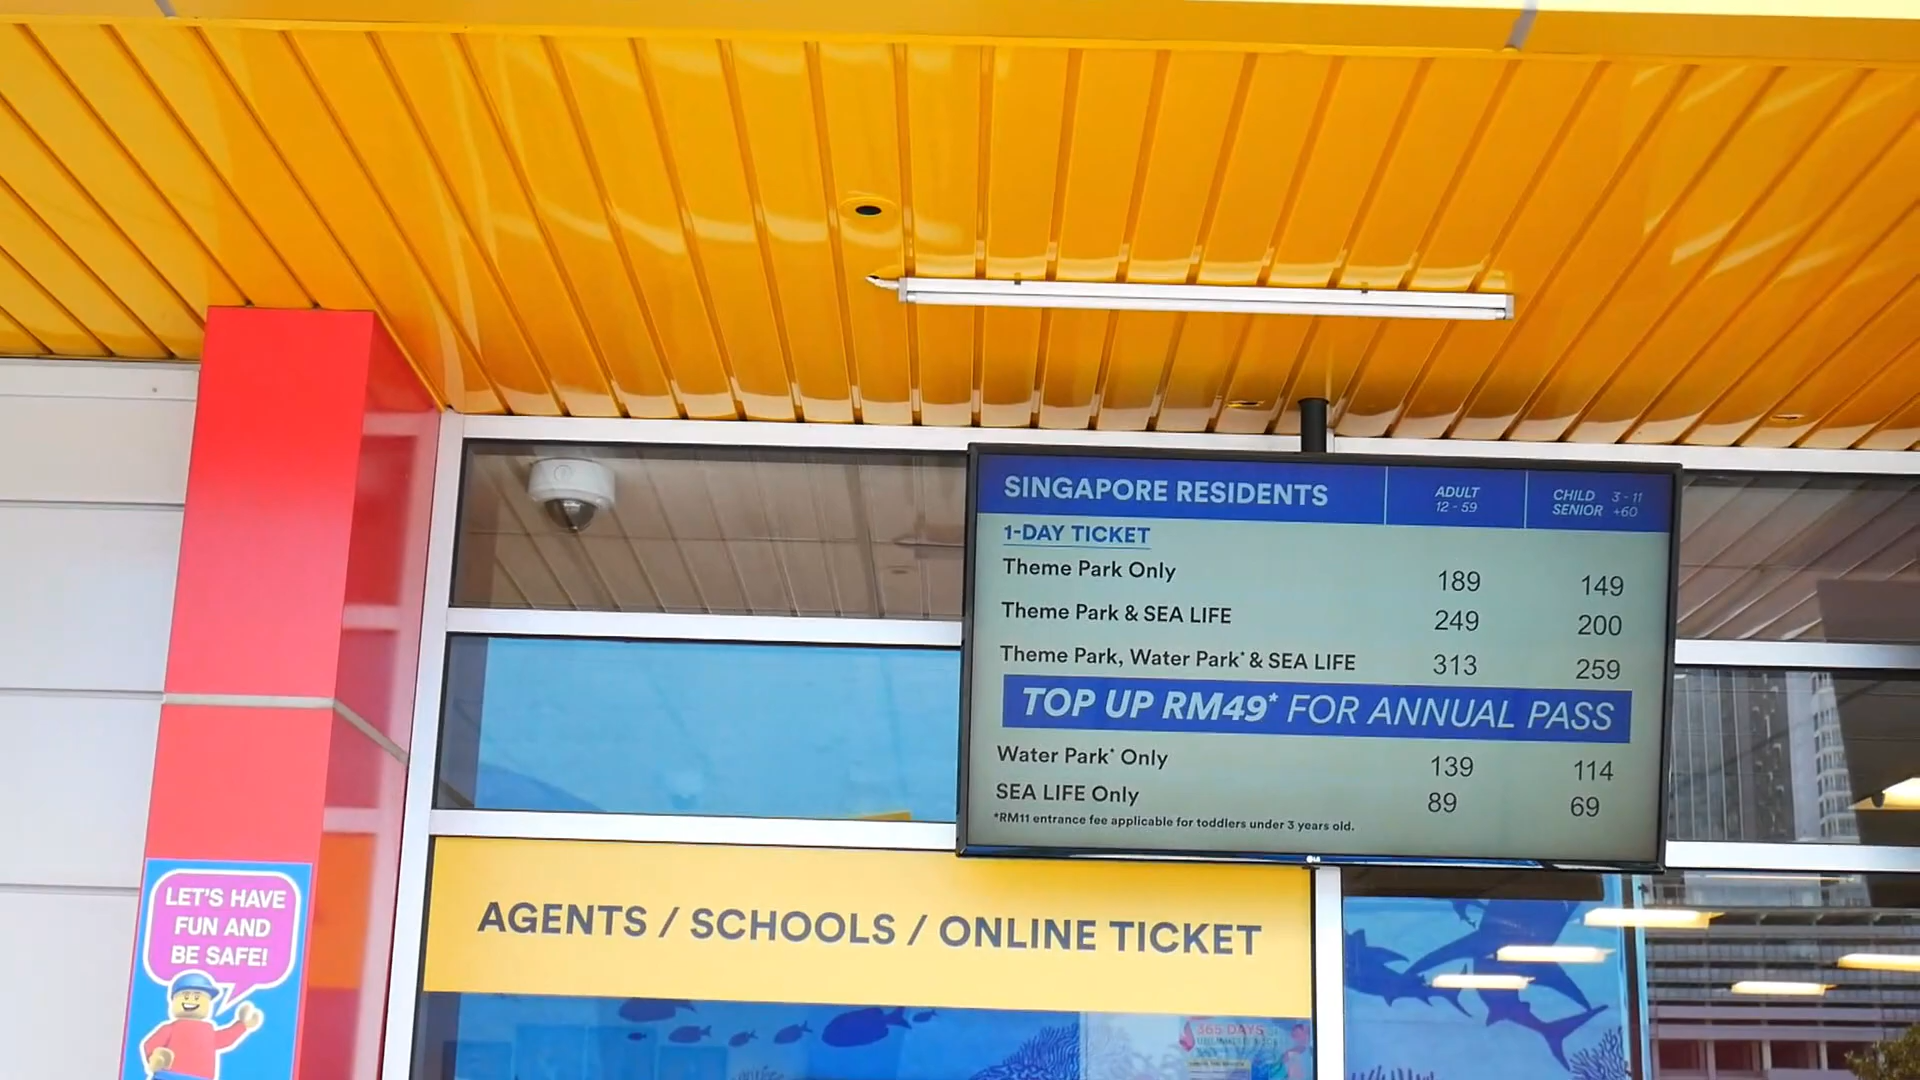 SINGAPORE RESIDENTS
ADULT
12 - 59
CHILD 3 - 11
SENIOR +60
1-DAY TICKET
Theme Park Only 189 149
Theme Park & SEA LIFE 249 200
Theme Park, Water Park* & SEA LIFE 313 259
TOP UP RM49* FOR ANNUAL PASS
Water Park* Only 139 114
SEA LIFE Only 89 69
*RM11 entrance fee applicable for toddlers under 3 years old.
LG
AGENTS / SCHOOLS / ONLINE TICKET
LET'S HAVE
FUN AND
BE SAFE!
365 DAYS